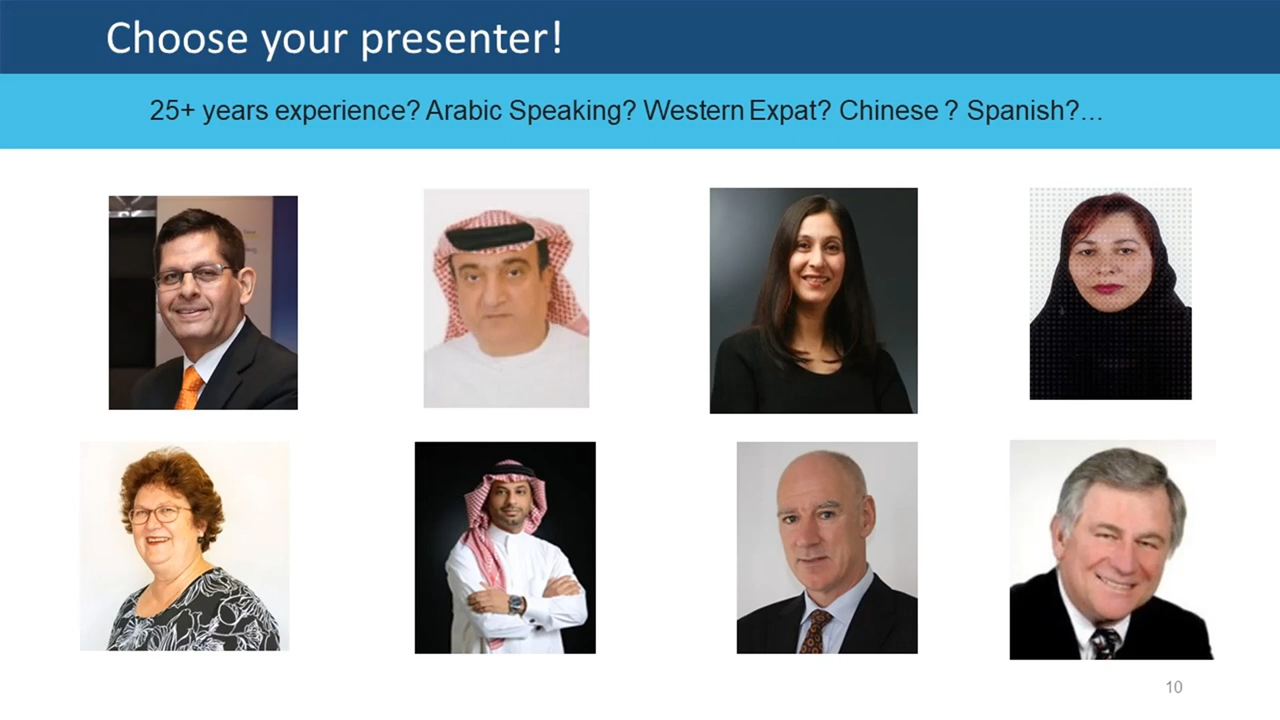 Choose your presenter!
25+ years experience? Arabic Speaking? Western Expat? Chinese ? Spanish?...
10